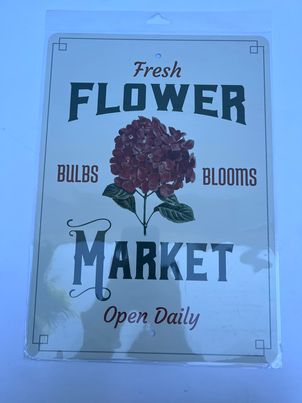 Fresh
FLOWER
BULBS BLOOMS
MARKET
Open Daily